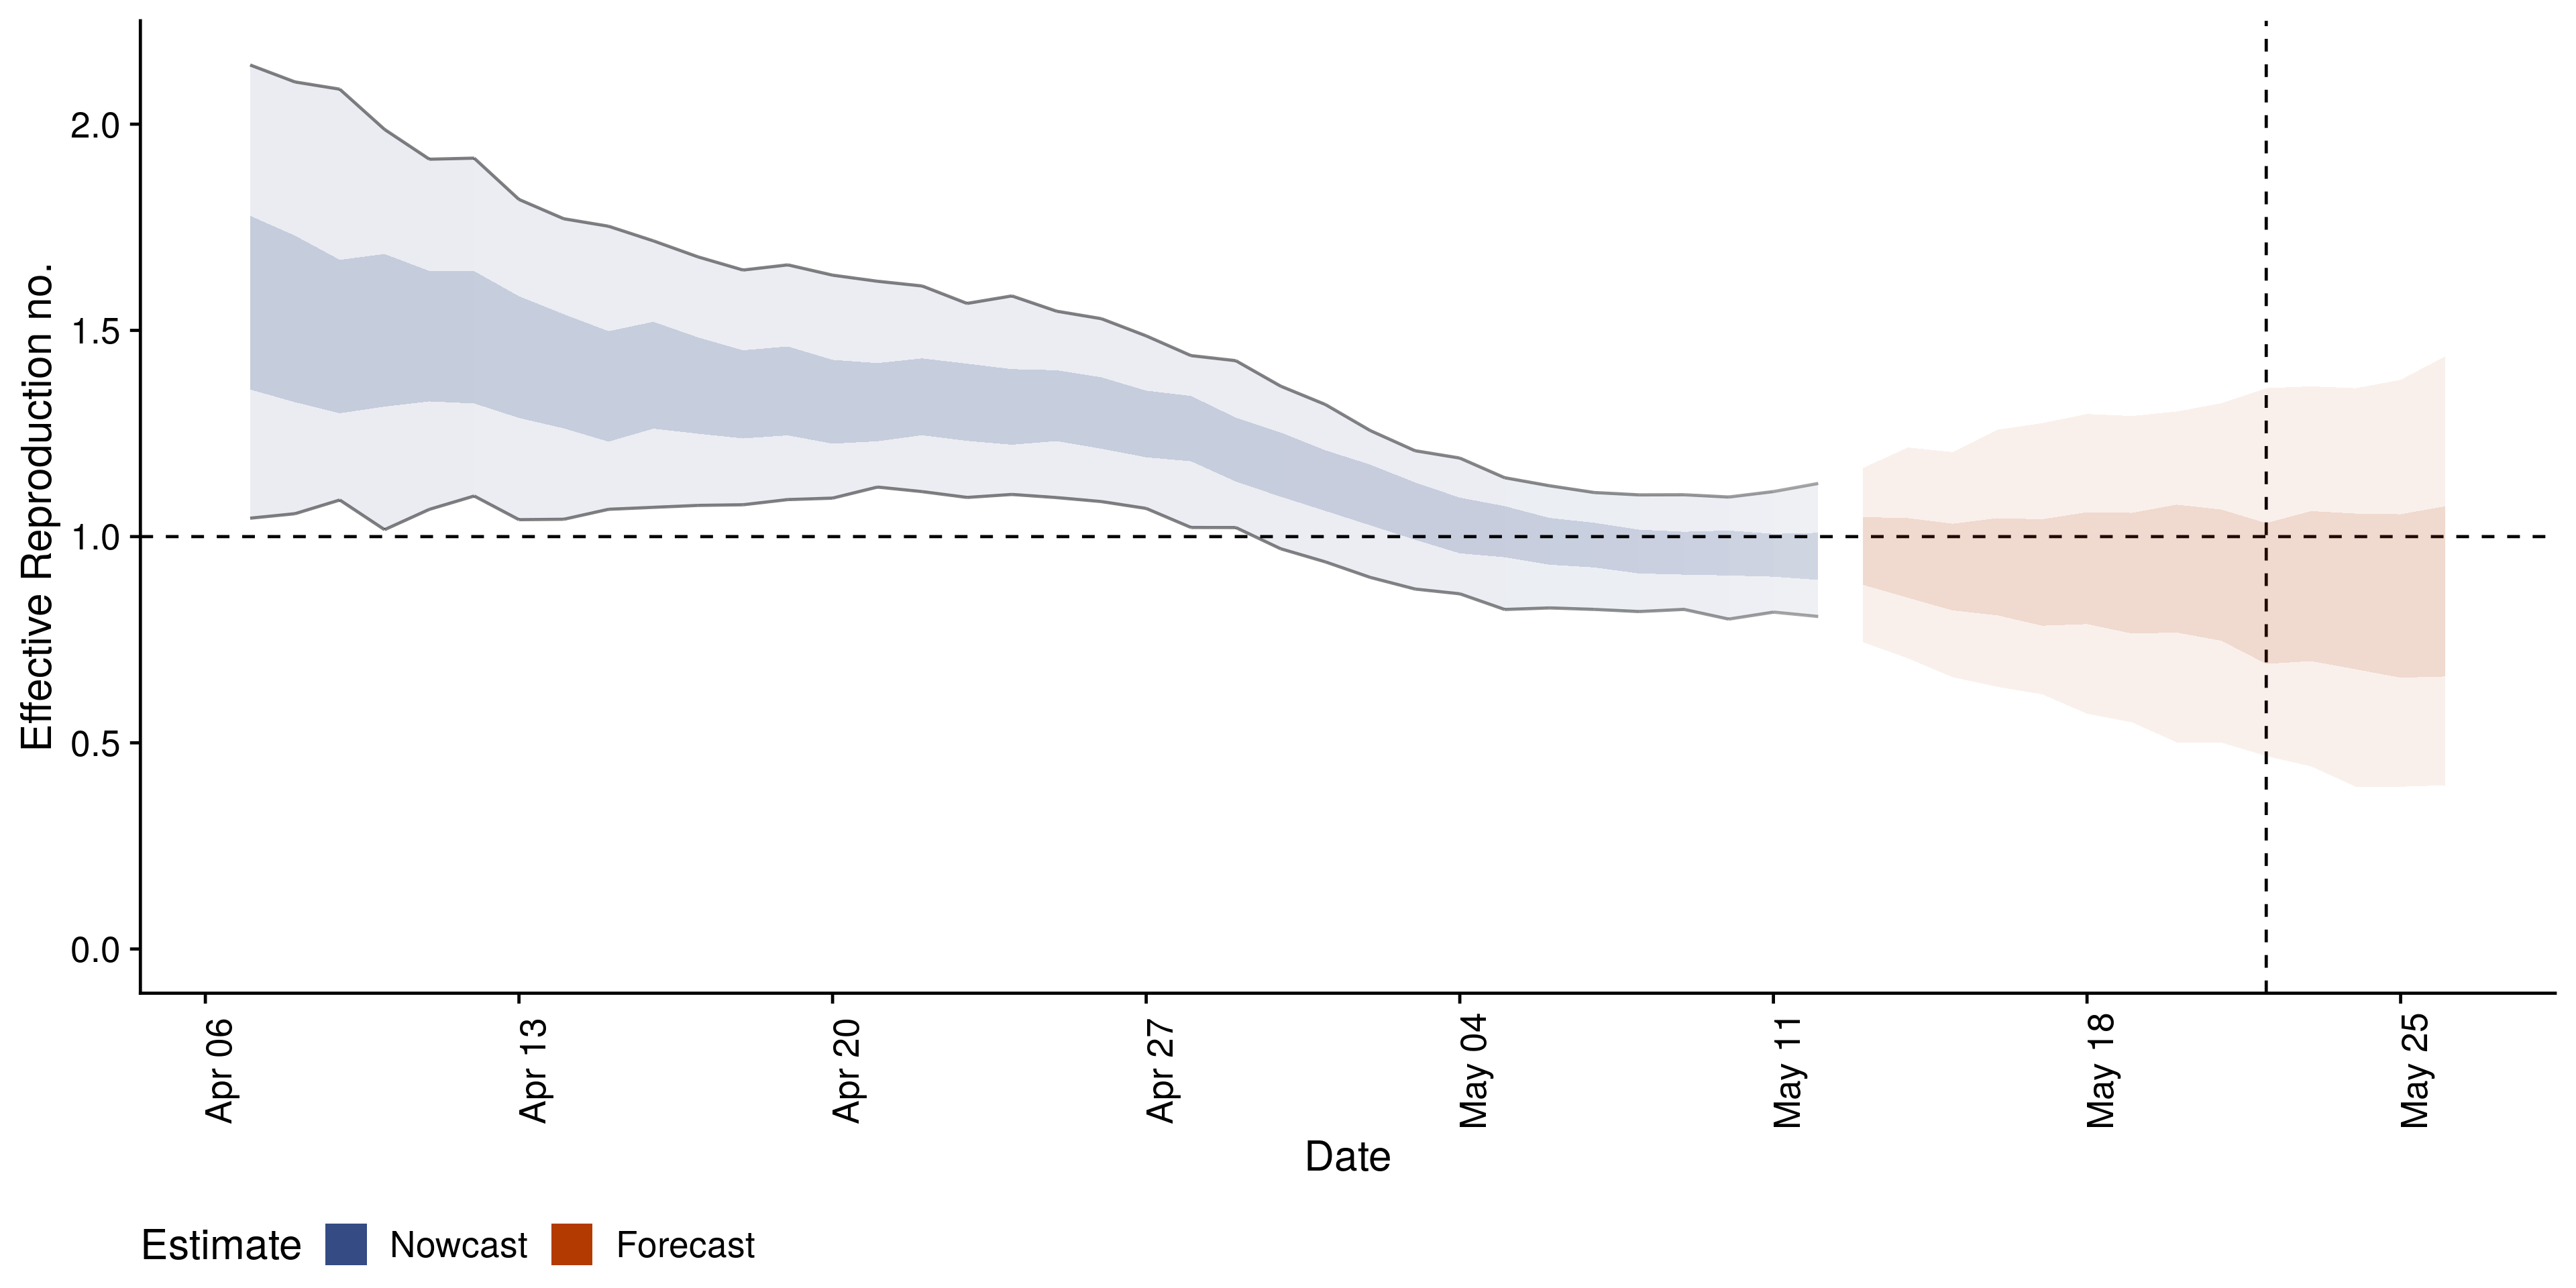 Effective Reproduction no.
2.0
1.5
1.0
0.5
0.0
Apr 06
Apr 13
Apr 20
Apr 27
May 04
May 11
May 18
May 25
Date
Estimate Nowcast Forecast